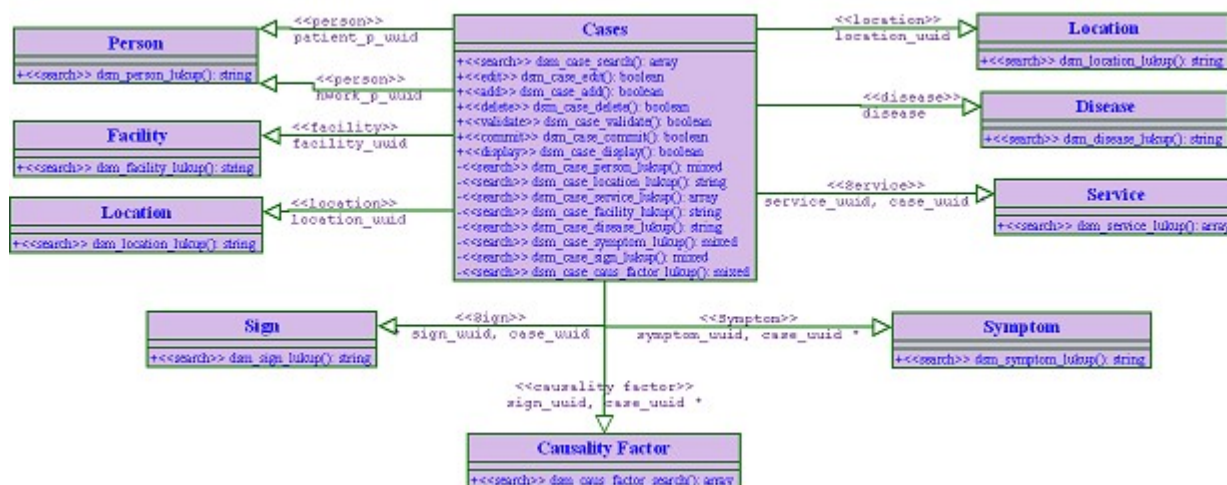 <<person>>
patient_p_uuid
Person
+<<search>> dsm_person_lukup(): string
<<person>>
hwork_p_uuid
Facility
+<<search>> dsm_facility_lukup(): string
<<facility>>
facility_uuid
Location
+<<search>> dsm_location_lukup(): string
<<location>>
location_uuid
Cases
+<<search>> dsm_case_search(): array
+<<edit>> dsm_case_edit(): boolean
+<<add>> dsm_case_add(): boolean
+<<delete>> dsm_case_delete(): boolean
+<<validate>> dsm_case_validate(): boolean
+<<commit>> dsm_case_commit(): boolean
+<<display>> dsm_case_display(): boolean
-<<search>> dsm_case_person_lukup(): mixed
-<<search>> dsm_case_location_lukup(): string
-<<search>> dsm_case_service_lukup(): array
-<<search>> dsm_case_facility_lukup(): string
-<<search>> dsm_case_disease_lukup(): string
-<<search>> dsm_case_symptom_lukup(): mixed
-<<search>> dsm_case_sign_lukup(): mixed
-<<search>> dsm_case_caus_factor_lukup(): mixed
<<location>>
location_uuid
Location
+<<search>> dsm_location_lukup(): string
<<disease>>
disease
Disease
+<<search>> dsm_disease_lukup(): string
<<Service>>
service_uuid, case_uuid
Service
+<<search>> dsm_service_lukup(): array
Sign
+<<search>> dsm_sign_lukup(): string
<<Sign>>
* sign_uuid, case_uuid
<<Symptom>>
symptom_uuid, case_uuid *
Symptom
+<<search>> dsm_symptom_lukup(): string
<<causality factor>>
sign_uuid, case_uuid *
Causality Factor
+<<search>> dsm_caus_factor_search(): array